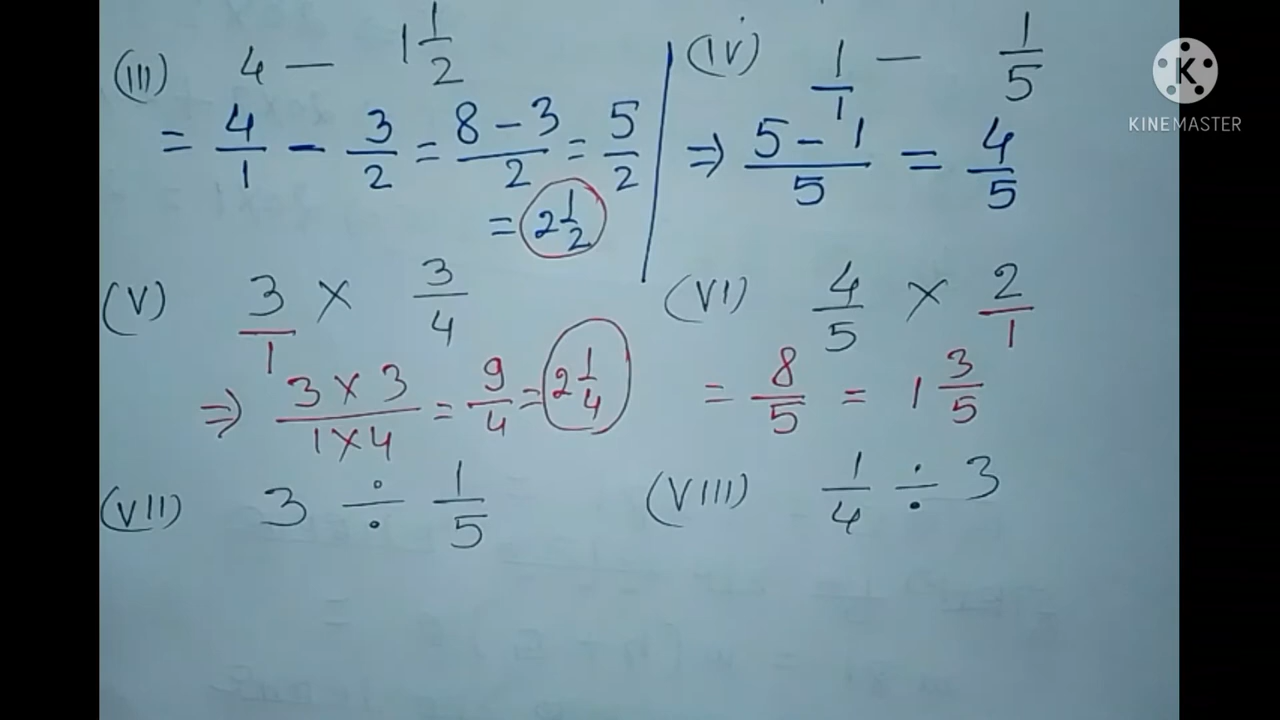 (III) 4 — 1 1/2
= 4/1 - 3/2 = 8-3/2 = 5/2
= 2 1/2
(IV) 1/1 — 1/5
⇒ 5-1/5 = 4/5
(V) 3/1 × 3/4
⇒ 3×3/1×4 = 9/4 = 2 1/4
(VI) 4/5 × 2/1
= 8/5 = 1 3/5
(VII) 3 ÷ 1/5
(VIII) 1/4 ÷ 3
K
KINEMASTER